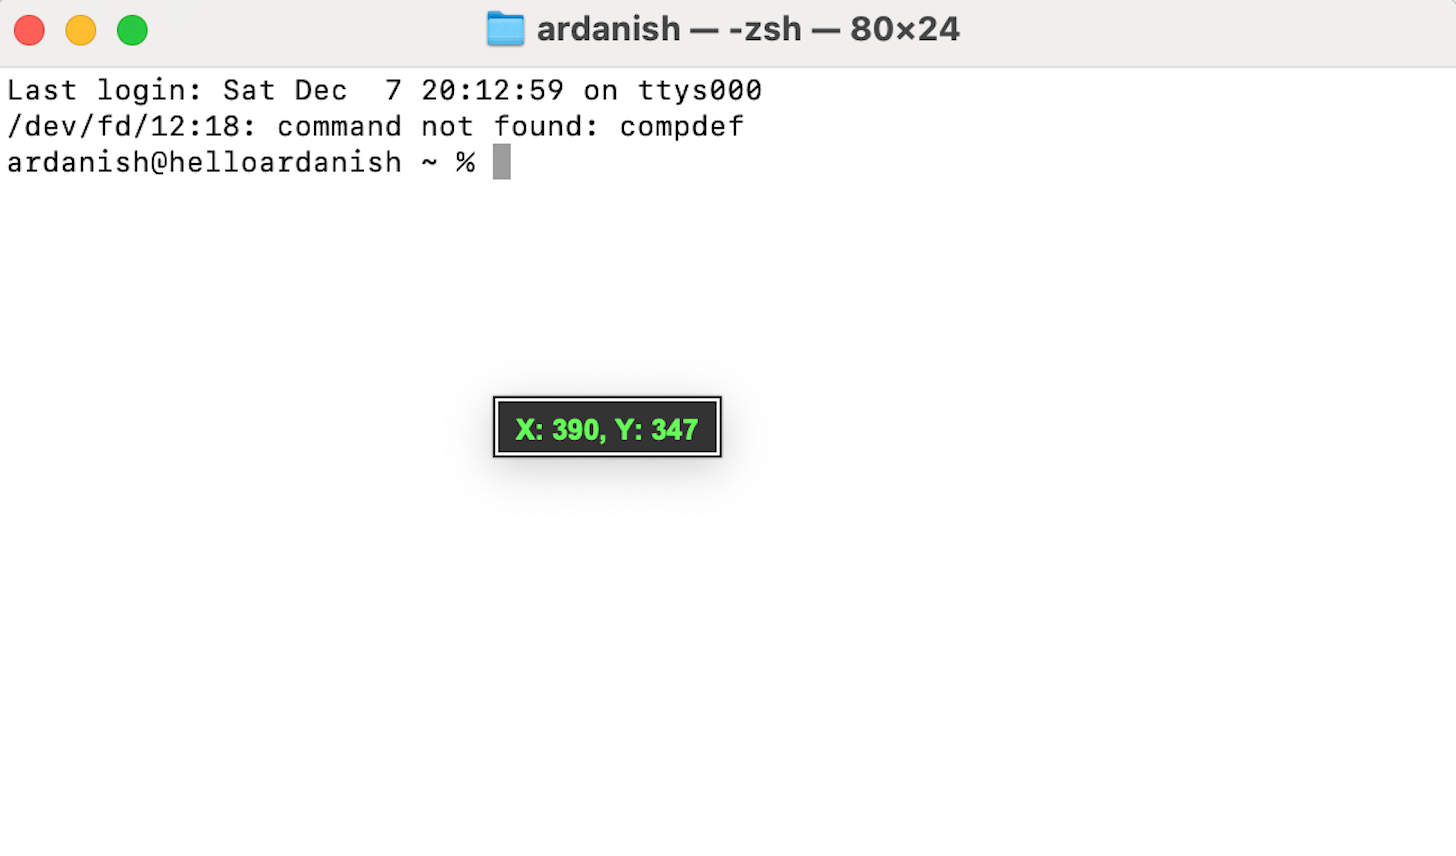 ardanish — -zsh — 80×24
Last login: Sat Dec  7 20:12:59 on ttys000
/dev/fd/12:18: command not found: compdef
ardanish@helloardanish ~ %
X: 390, Y: 347